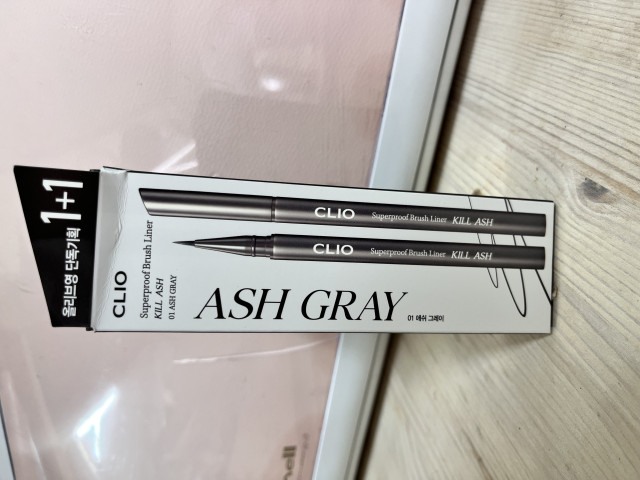 올리브영 단독기획
1+1
CLIO
Superproof Brush Liner
KILL ASH
01 ASH GRAY
CLIO Superproof Brush Liner KILL ASH
CLIO Superproof Brush Liner KILL ASH
ASH GRAY
01 애쉬 그레이